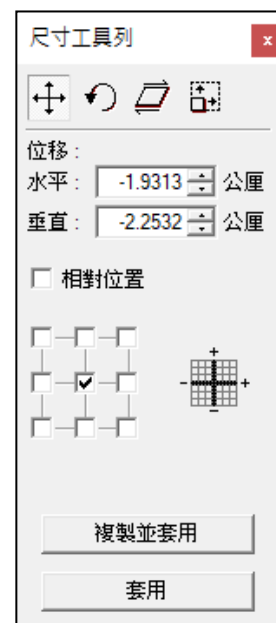 尺寸工具列
x
位移 :
水平 : -1.9313 公厘
垂直 : -2.2532 公厘
相對位置
+
- +
-
複製並套用
套用